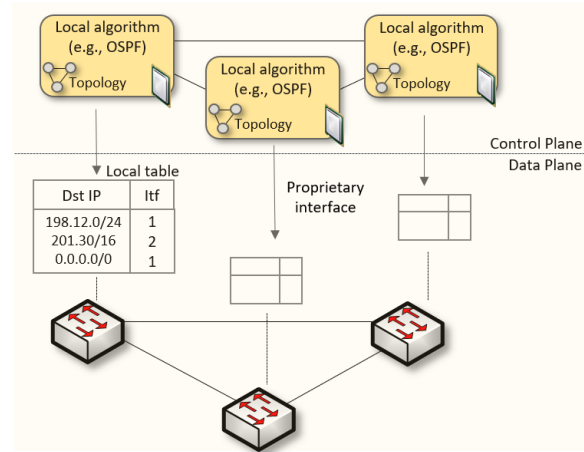 Local algorithm
(e.g., OSPF)
Topology
Local algorithm
(e.g., OSPF)
Topology
Local algorithm
(e.g., OSPF)
Topology
Control Plane
Data Plane
Local table
Dst IP Itf
198.12.0/24 1
201.30/16 2
0.0.0.0/0 1
Proprietary
interface